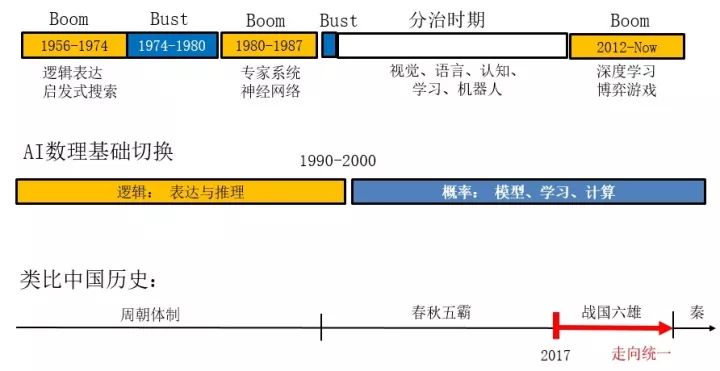 Boom Bust Boom Bust 分治时期 Boom
1956-1974 1974-1980 1980-1987 2012-Now
逻辑表达 专家系统 视觉、语言、认知、 深度学习
启发式搜索 神经网络 学习、机器人 博弈游戏
AI数理基础切换
1990-2000
逻辑: 表达与推理 概率: 模型、学习、计算
类比中国历史:
周朝体制 春秋五霸 战国六雄 秦
2017 走向统一